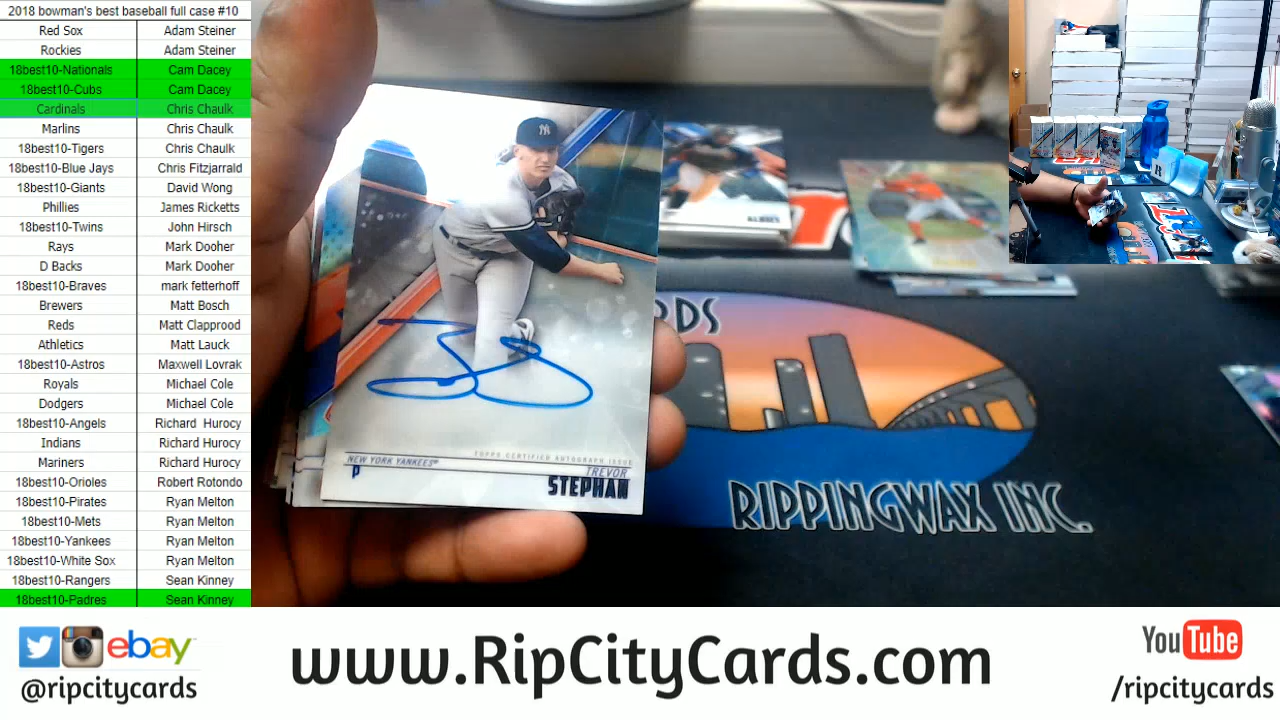 2018 bowman's best baseball full case #10
Red Sox Adam Steiner
Rockies Adam Steiner
18best10-Nationals Cam Dacey
18best10-Cubs Cam Dacey
Cardinals Chris Chaulk
Marlins Chris Chaulk
18best10-Tigers Chris Chaulk
18best10-Blue Jays Chris Fitzjarrald
18best10-Giants David Wong
Phillies James Ricketts
18best10-Twins John Hirsch
Rays Mark Dooher
D Backs Mark Dooher
18best10-Braves mark fetterhoff
Brewers Matt Bosch
Reds Matt Clapprood
Athletics Matt Lauck
18best10-Astros Maxwell Lovrak
Royals Michael Cole
Dodgers Michael Cole
18best10-Angels Richard Hurocy
Indians Richard Hurocy
Mariners Richard Hurocy
18best10-Orioles Robert Rotondo
18best10-Pirates Ryan Melton
18best10-Mets Ryan Melton
18best10-Yankees Ryan Melton
18best10-White Sox Ryan Melton
18best10-Rangers Sean Kinney
18best10-Padres Sean Kinney
TOPPS CERTIFIED AUTOGRAPH ISSUE
NEW YORK YANKEES®
P
TREVOR
STEPHAN
RDS
RIPPINGWAX INC.
ebay
@ripcitycards
www.RipCityCards.com
YouTube
/ripcitycards